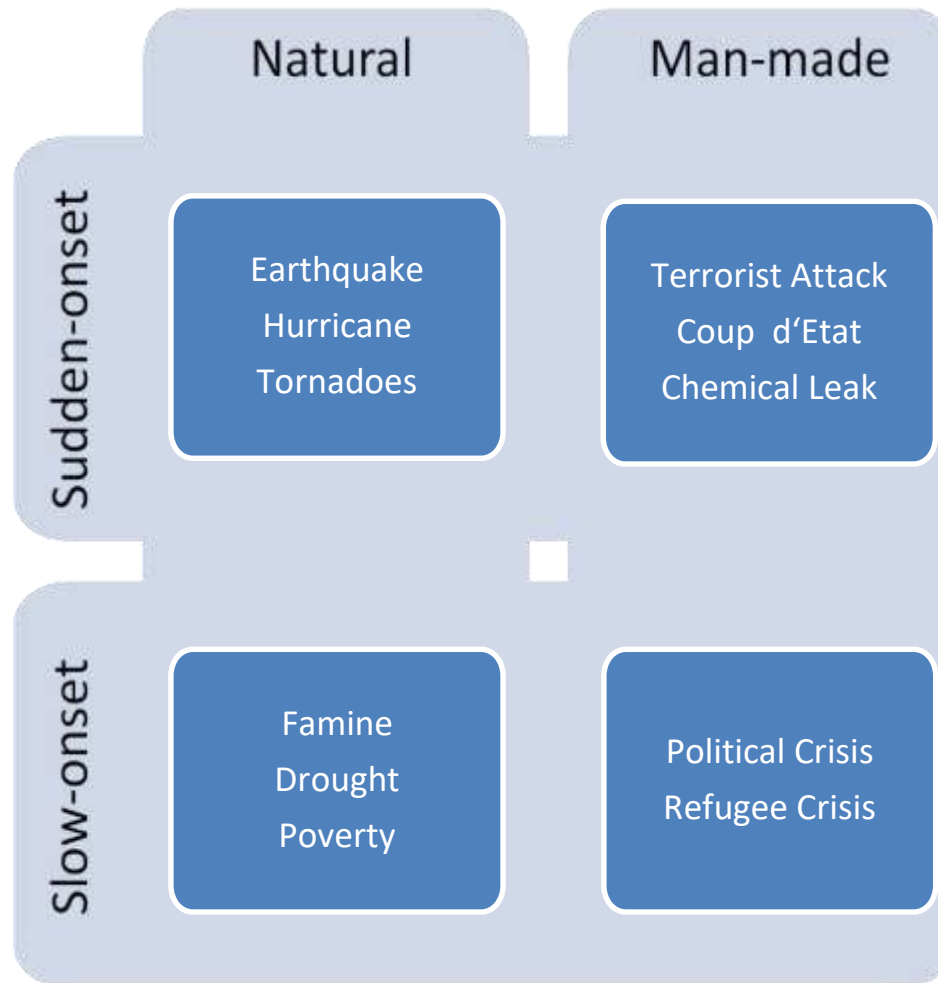 Natural
Man-made
Sudden-onset
Earthquake
Hurricane
Tornadoes
Terrorist Attack
Coup  d‘Etat
Chemical Leak
Slow-onset
Famine
Drought
Poverty
Political Crisis
Refugee Crisis